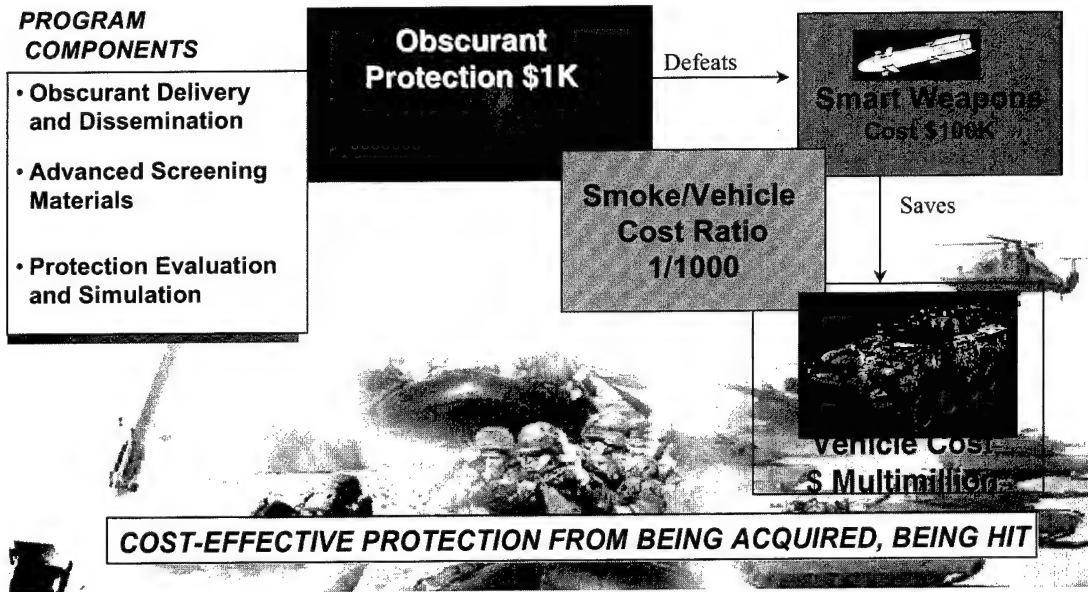 PROGRAM
COMPONENTS
• Obscurant Delivery
and Dissemination
• Advanced Screening
Materials
• Protection Evaluation
and Simulation
Obscurant
Protection $1K
Defeats
Smart Weapons
Cost $100K
Smoke/Vehicle
Cost Ratio
1/1000
Saves
Vehicle Cost
$ Multimillion
COST-EFFECTIVE PROTECTION FROM BEING ACQUIRED, BEING HIT